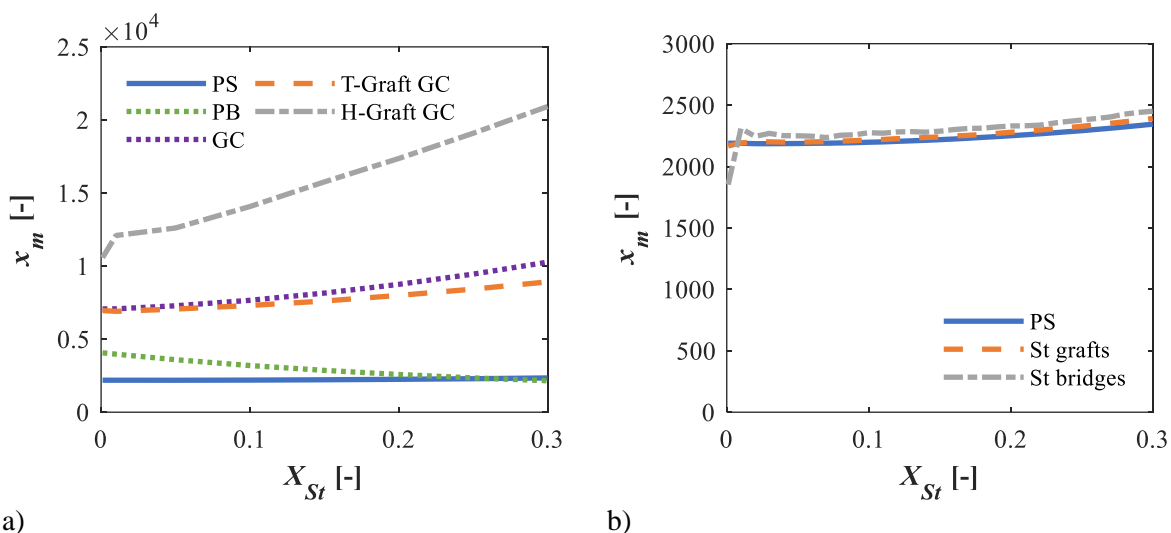 ×10⁴
2.5
2
1.5
1
0.5
0
x_m [-]
PS
PB
GC
T-Graft GC
H-Graft GC
0
0.1
0.2
0.3
X_St [-]
a)
3000
2500
2000
1500
1000
500
0
x_m [-]
PS
St grafts
St bridges
0
0.1
0.2
0.3
X_St [-]
b)